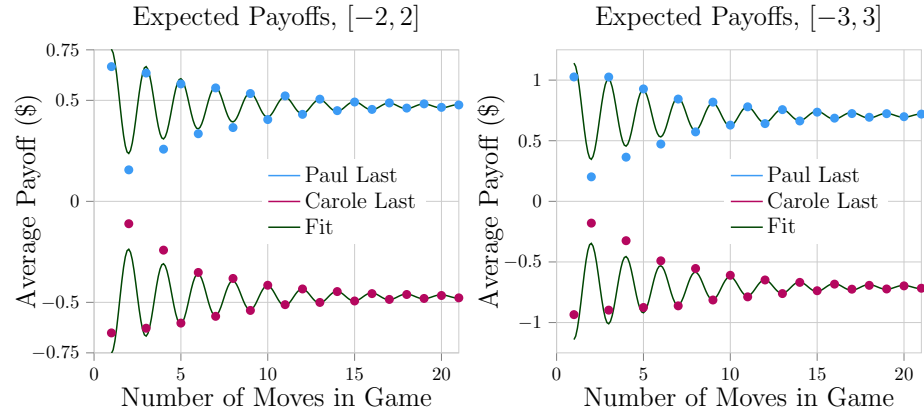 Expected Payoffs, [−2, 2]
Average Payoff ($)
0.75
0.5
0
−0.5
−0.75
Paul Last
Carole Last
Fit
0 5 10 15 20
Number of Moves in Game
Expected Payoffs, [−3, 3]
Average Payoff ($)
1
0.5
0
−0.5
−1
Paul Last
Carole Last
Fit
0 5 10 15 20
Number of Moves in Game